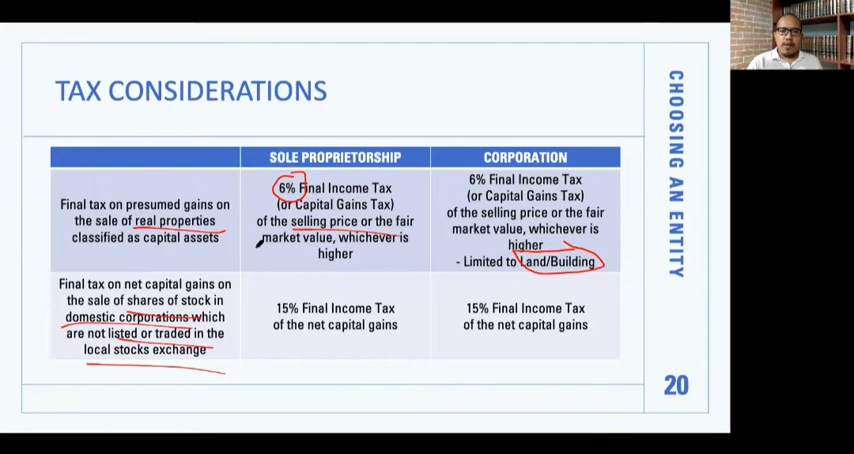 TAX CONSIDERATIONS
SOLE PROPRIETORSHIP
CORPORATION
Final tax on presumed gains on
the sale of real properties
classified as capital assets
6% Final Income Tax
(or Capital Gains Tax)
of the selling price or the fair
market value, whichever is
higher
6% Final Income Tax
(or Capital Gains Tax)
of the selling price or the fair
market value, whichever is
higher
- Limited to Land/Building
Final tax on net capital gains on
the sale of shares of stock in
domestic corporations which
are not listed or traded in the
local stocks exchange
15% Final Income Tax
of the net capital gains
15% Final Income Tax
of the net capital gains
CHOOSING AN ENTITY
20